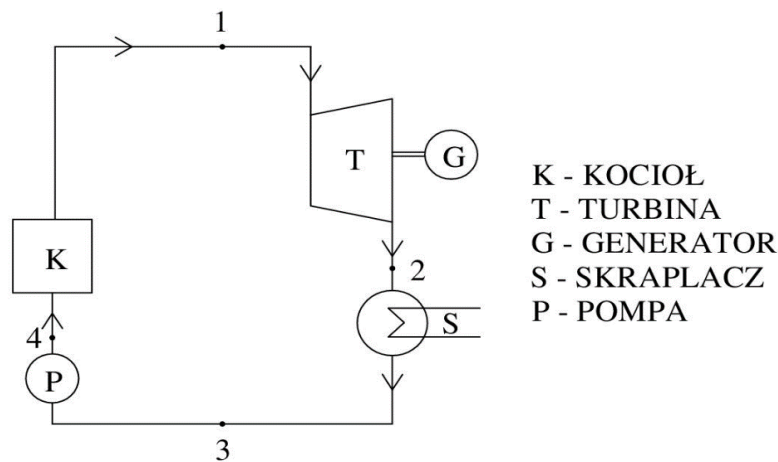 1
T
G
K - KOCIOŁ
T - TURBINA
G - GENERATOR
S - SKRAPLACZ
P - POMPA
K
2
S
4
P
3